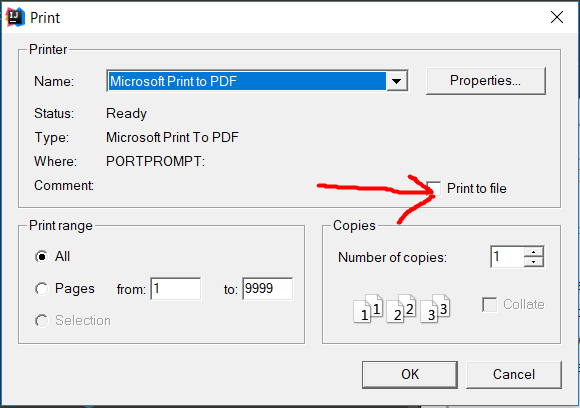 Print
Printer
Name: Microsoft Print to PDF Properties...
Status: Ready
Type: Microsoft Print To PDF
Where: PORTPROMPT:
Comment: Print to file
Print range Copies
All Number of copies: 1
Pages from: 1 to: 9999
1 1 2 2 3 3 Collate
Selection
OK Cancel